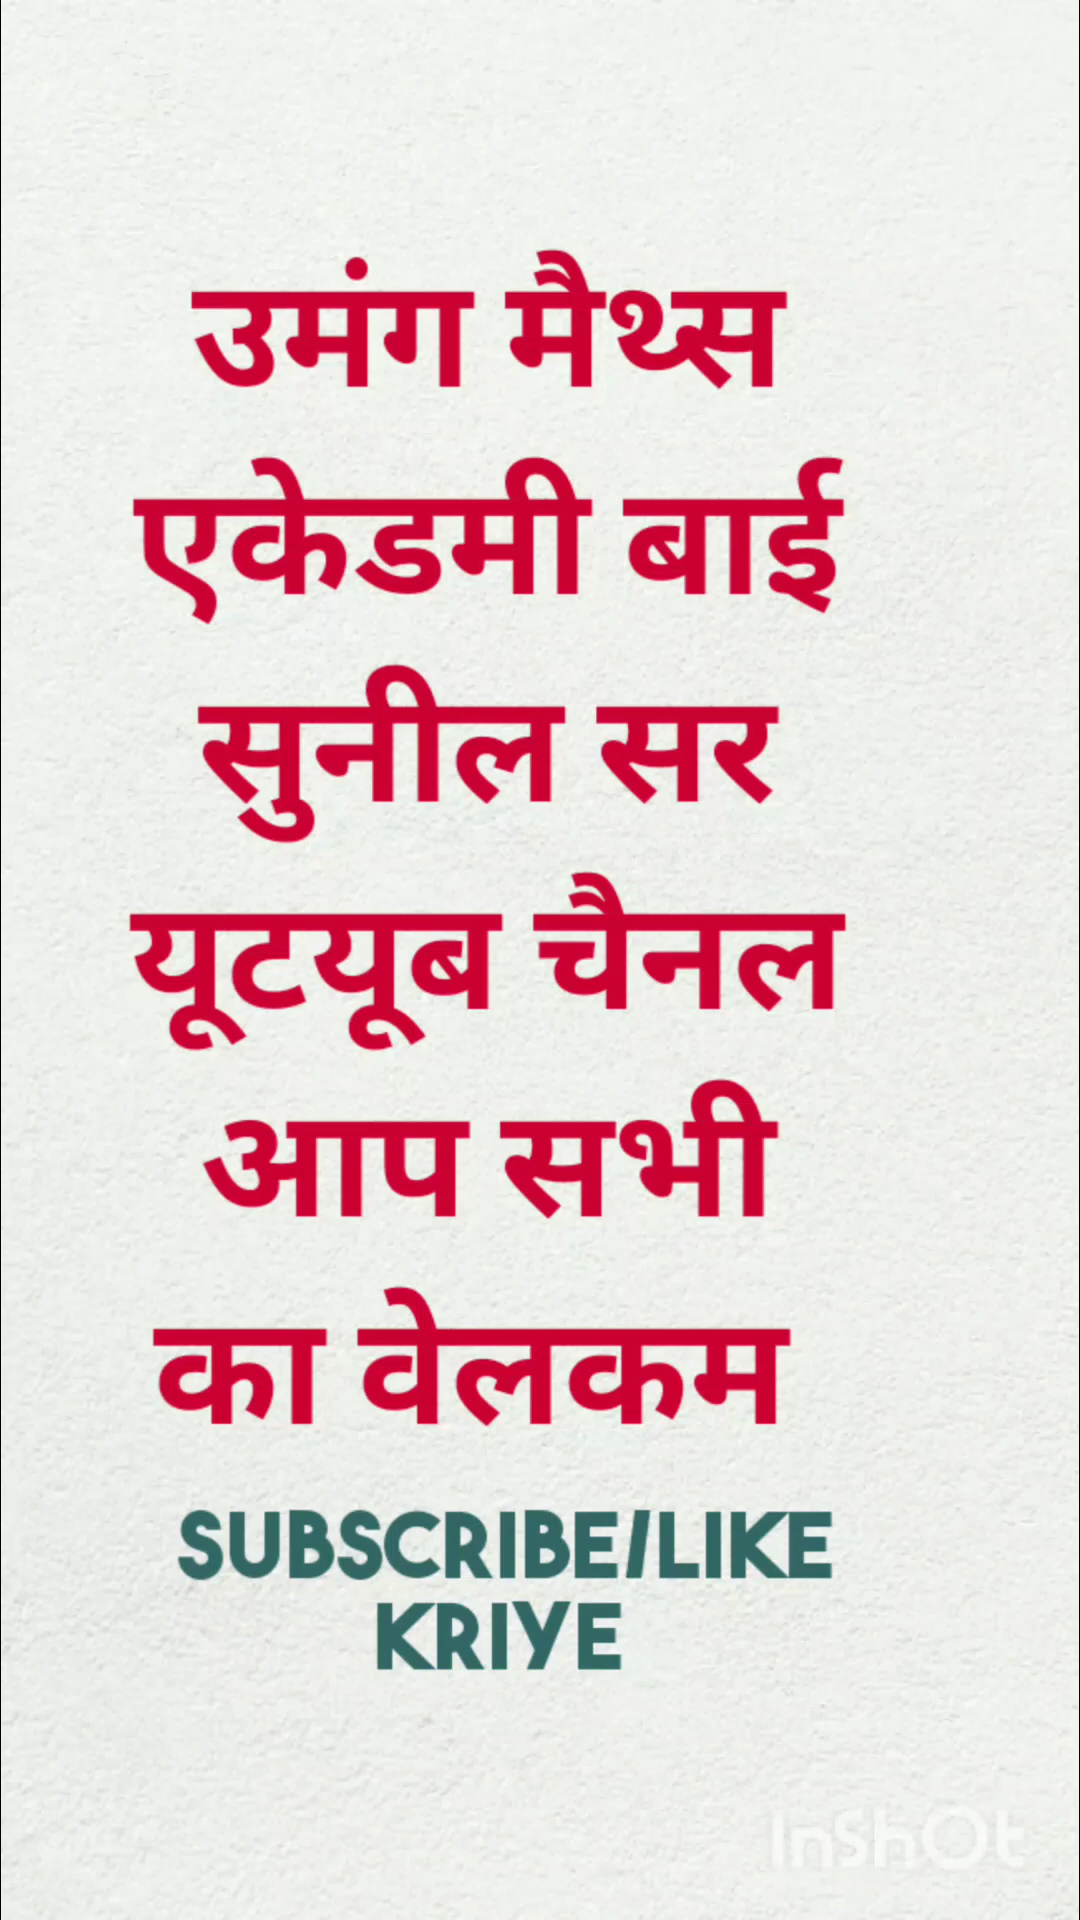 उमंग मैथ्स
एकेडमी बाई
सुनील सर
यूटयूब चैनल
आप सभी
का वेलकम
SUBSCRIBE/LIKE
KRIYE
InShOt